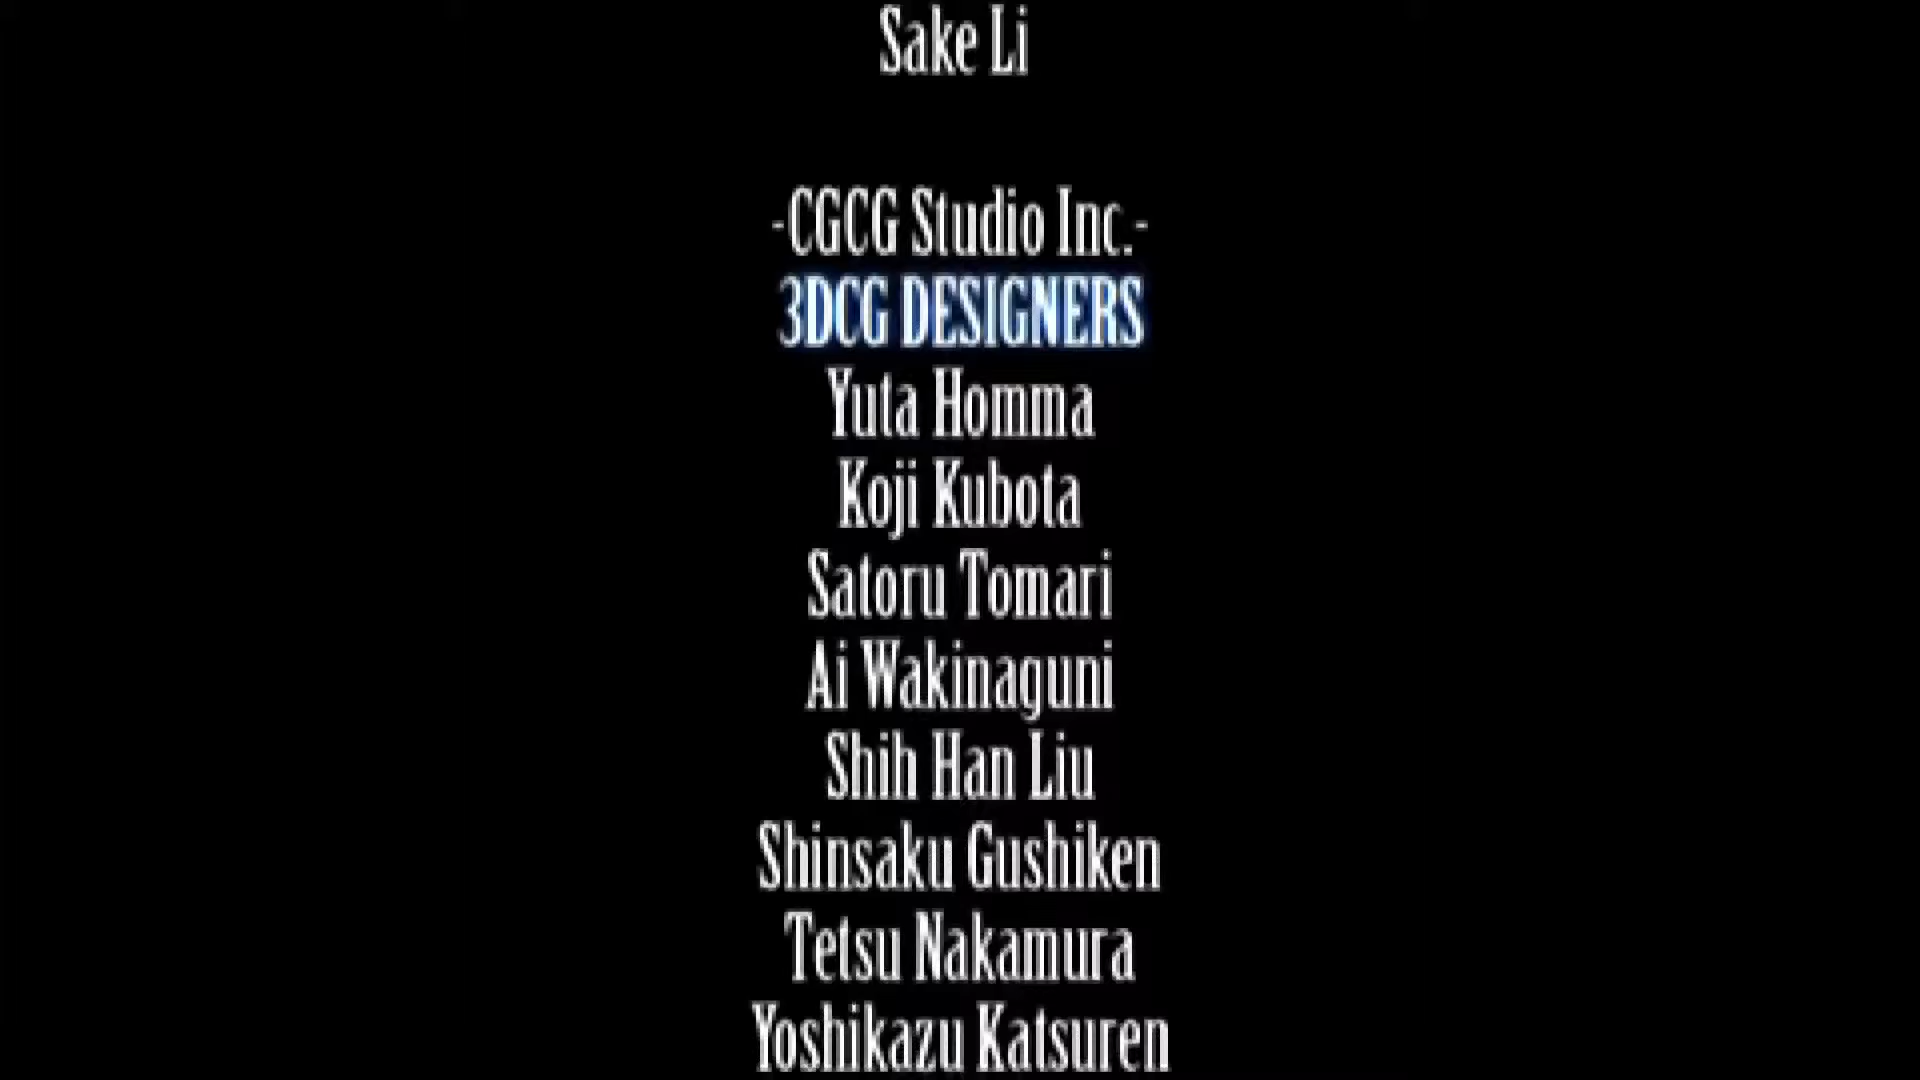 Sake Li
-CGCG Studio Inc.-
3DCG DESIGNERS
Yuta Homma
Koji Kubota
Satoru Tomari
Ai Wakinaguni
Shih Han Liu
Shinsaku Gushiken
Tetsu Nakamura
Yoshikazu Katsuren